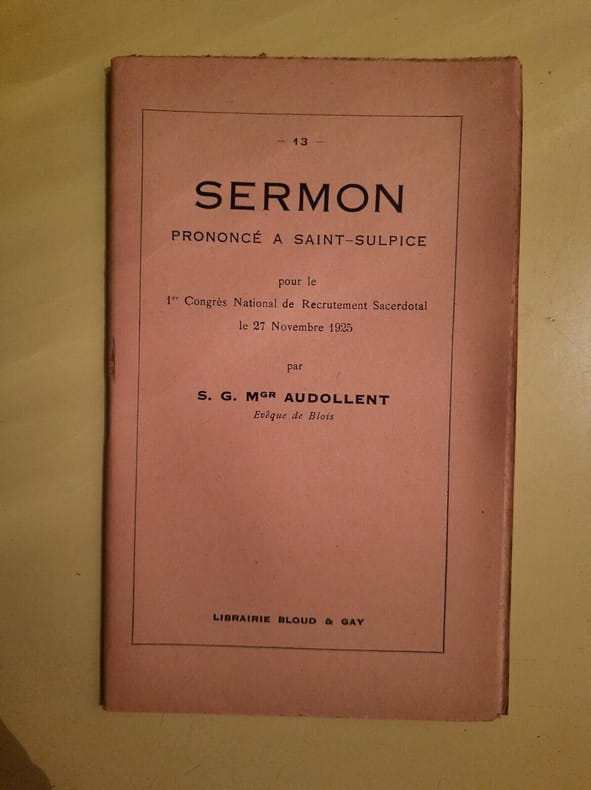 – 13 –
SERMON
PRONONCÉ A SAINT–SULPICE
pour le
1er Congrès National de Recrutement Sacerdotal
le 27 Novembre 1925
par
S. G. MGR AUDOLLENT
Evêque de Blois
LIBRAIRIE BLOUD & GAY